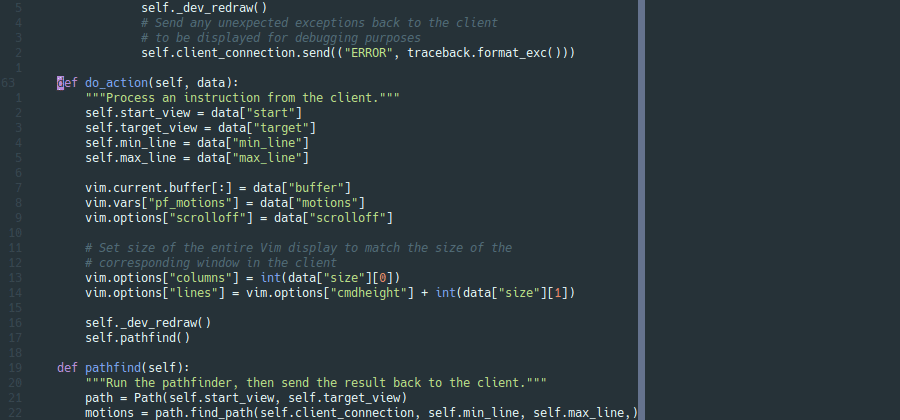 5 self._dev_redraw()
4 # Send any unexpected exceptions back to the client
3 # to be displayed for debugging purposes
2 self.client_connection.send(("ERROR", traceback.format_exc()))
1
63 def do_action(self, data):
1 """Process an instruction from the client."""
2 self.start_view = data["start"]
3 self.target_view = data["target"]
4 self.min_line = data["min_line"]
5 self.max_line = data["max_line"]
6
7 vim.current.buffer[:] = data["buffer"]
8 vim.vars["pf_motions"] = data["motions"]
9 vim.options["scrolloff"] = data["scrolloff"]
10
11 # Set size of the entire Vim display to match the size of the
12 # corresponding window in the client
13 vim.options["columns"] = int(data["size"][0])
14 vim.options["lines"] = vim.options["cmdheight"] + int(data["size"][1])
15
16 self._dev_redraw()
17 self.pathfind()
18
19 def pathfind(self):
20 """Run the pathfinder, then send the result back to the client."""
21 path = Path(self.start_view, self.target_view)
22 motions = path.find_path(self.client_connection, self.min_line, self.max_line,)